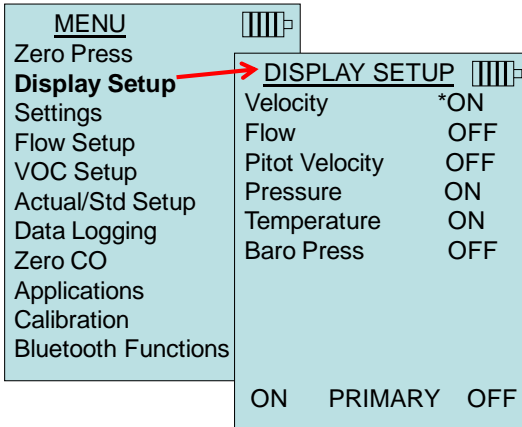 MENU
Zero Press
Display Setup
Settings
Flow Setup
VOC Setup
Actual/Std Setup
Data Logging
Zero CO
Applications
Calibration
Bluetooth Functions
DISPLAY SETUP
Velocity *ON
Flow OFF
Pitot Velocity OFF
Pressure ON
Temperature ON
Baro Press OFF
ON PRIMARY OFF